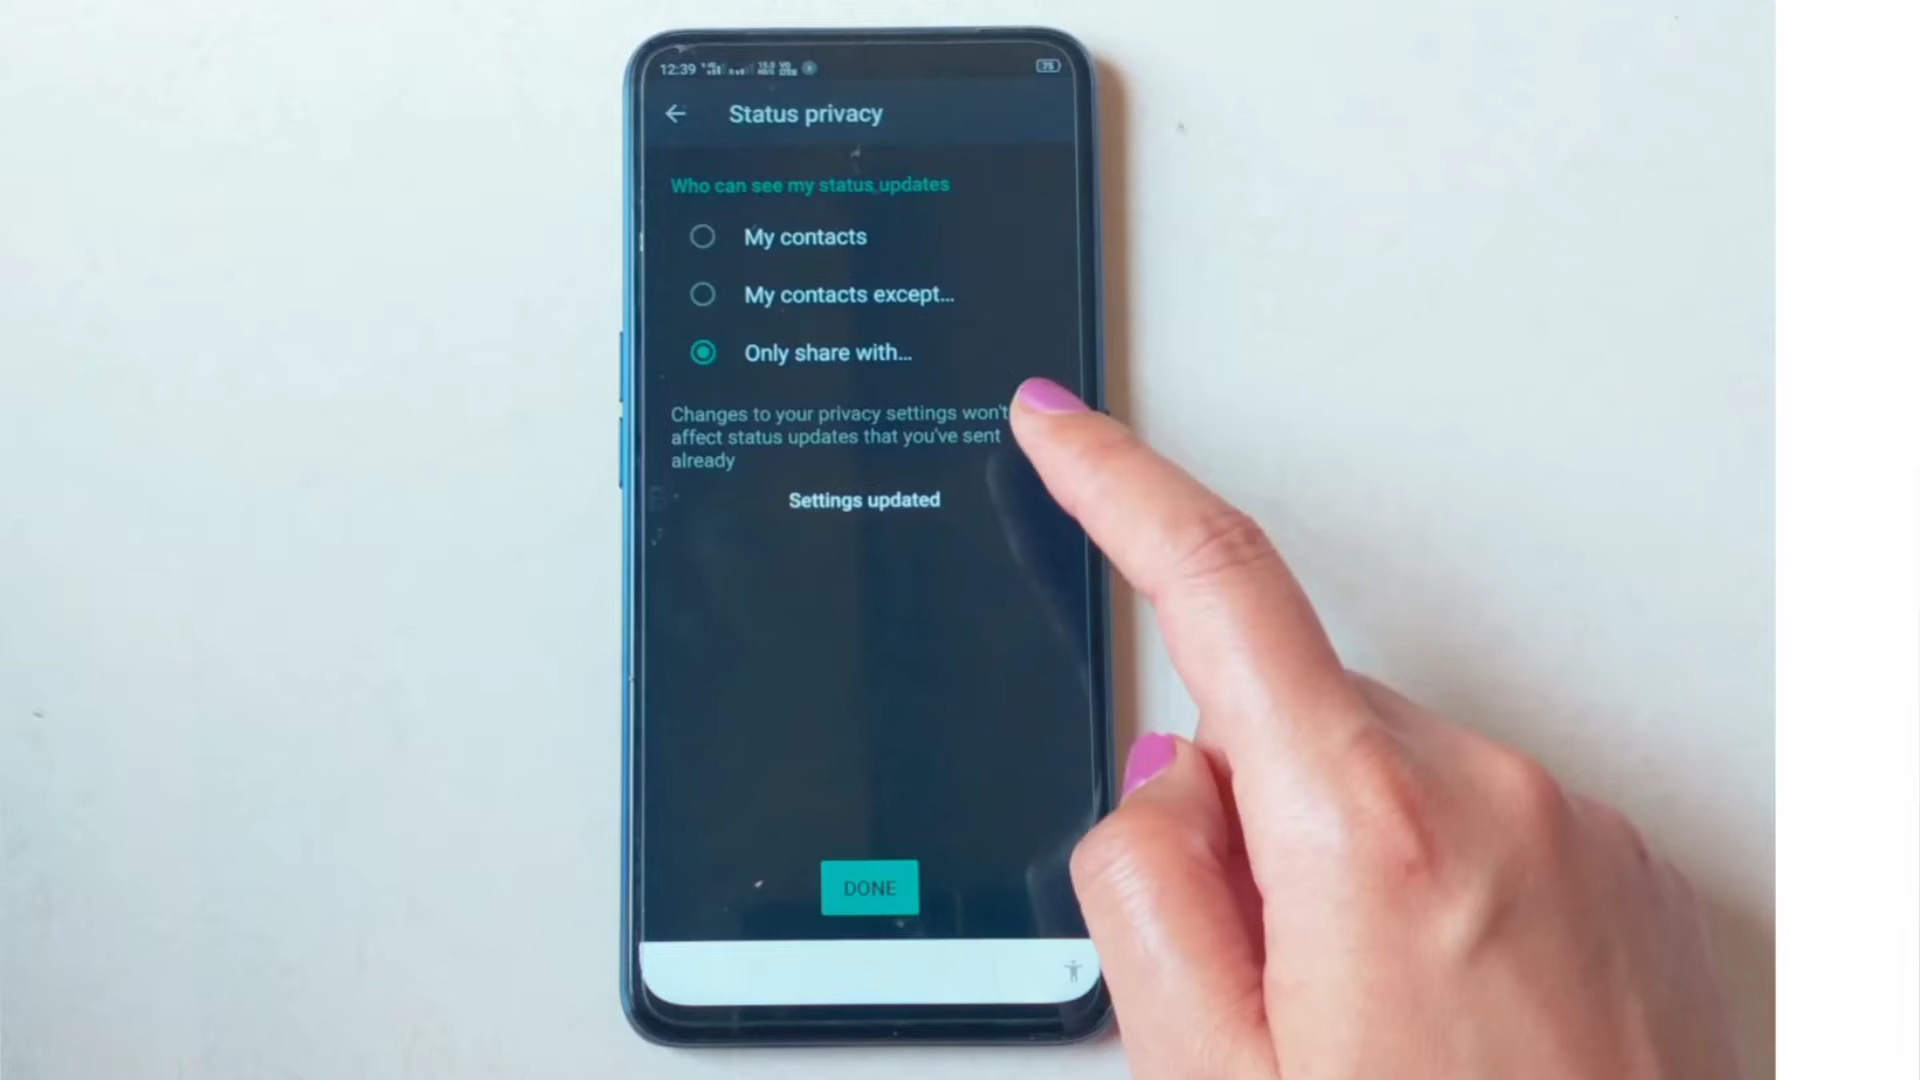 12:39
75
Status privacy
Who can see my status updates
My contacts
My contacts except...
Only share with...
Changes to your privacy settings won't
affect status updates that you've sent
already
Settings updated
DONE